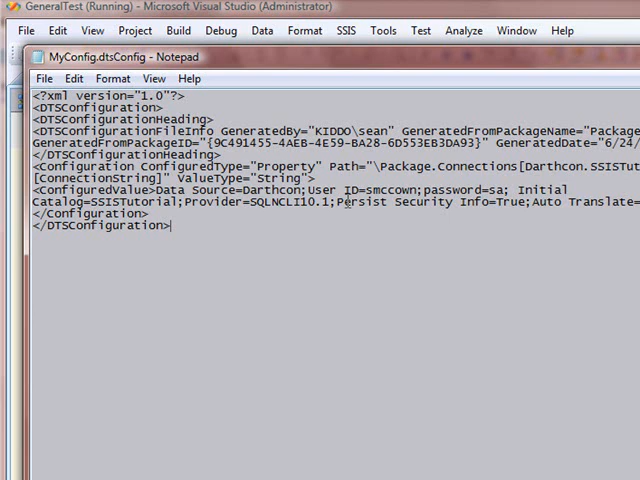 GeneralTest (Running) - Microsoft Visual Studio (Administrator)
File Edit View Project Build Debug Data Format SSIS Tools Test Analyze Window Help
MyConfig.dtsConfig - Notepad
File Edit Format View Help
<?xml version="1.0"?>
<DTSConfiguration>
<DTSConfigurationHeading>
<DTSConfigurationFileInfo GeneratedBy="KIDDO\sean" GeneratedFromPackageName="Package
GeneratedFromPackageID="{9C491455-4AEB-4E59-BA28-6D553EB3DA93}" GeneratedDate="6/24/
</DTSConfigurationHeading>
<Configuration ConfiguredType="Property" Path="\Package.Connections[Darthcon.SSISTu
[ConnectionString]" ValueType="String">
<ConfiguredValue>Data Source=Darthcon;User ID=smccown;password=sa; Initial
Catalog=SSISTutorial;Provider=SQLNCLI10.1;Persist Security Info=True;Auto Translate=
</Configuration>
</DTSConfiguration>